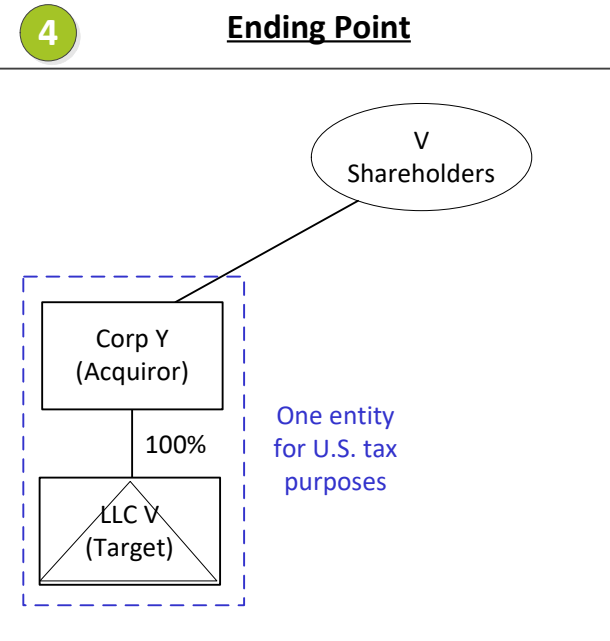 4
Ending Point
V
Shareholders
Corp Y
(Acquiror)
100%
One entity
for U.S. tax
purposes
LLC V
(Target)